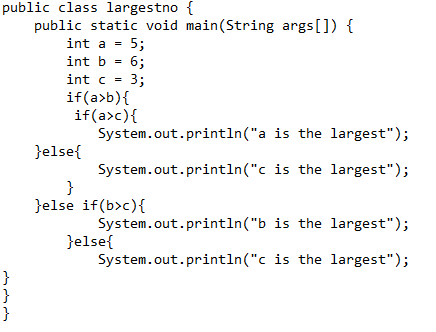 public class largestno {
    public static void main(String args[]) {
        int a = 5;
        int b = 6;
        int c = 3;
        if(a>b){
         if(a>c){
            System.out.println("a is the largest");
    }else{
            System.out.println("c is the largest");
        }
    }else if(b>c){
            System.out.println("b is the largest");
        }else{
            System.out.println("c is the largest");
}
}
}